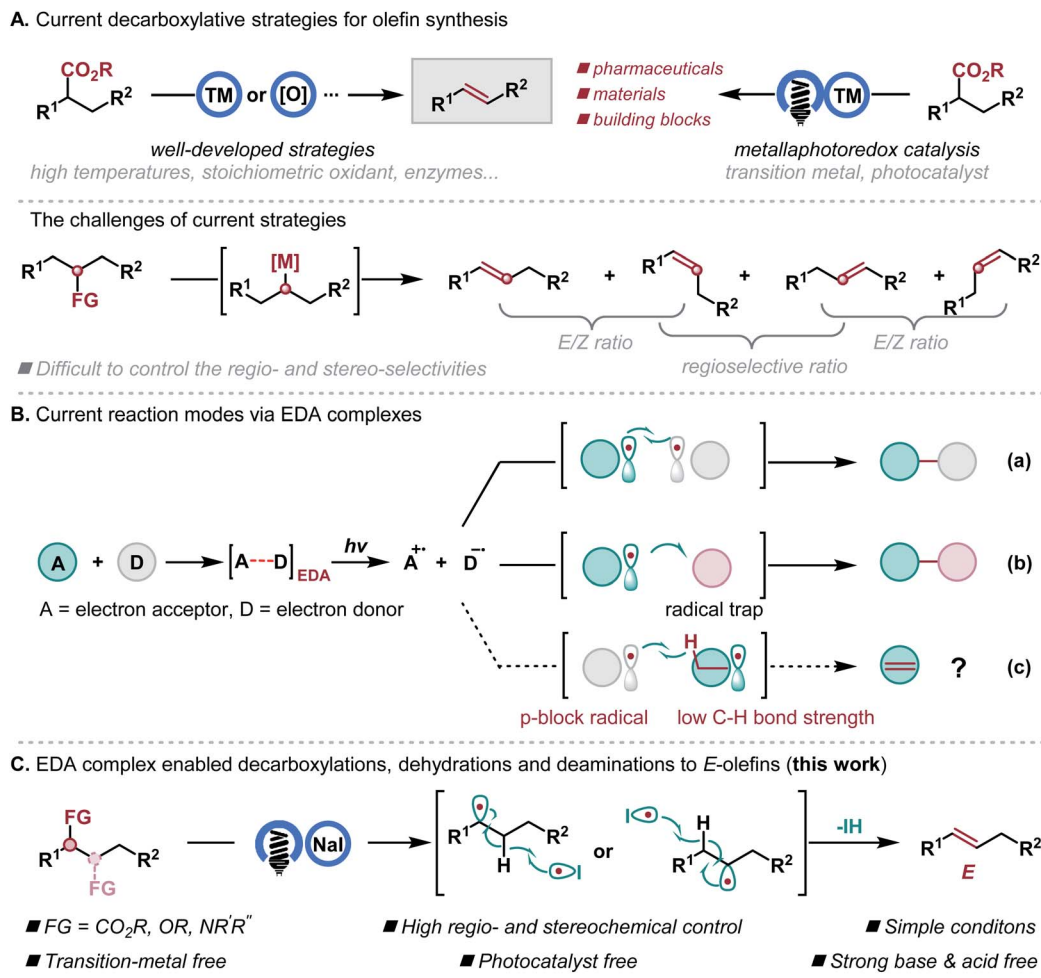 A. Current decarboxylative strategies for olefin synthesis
CO2R
R1 R2
TM or [O] ...
R1 R2
■ pharmaceuticals
■ materials
■ building blocks
TM
CO2R
R1 R2
well-developed strategies
high temperatures, stoichiometric oxidant, enzymes...
metallaphotoredox catalysis
transition metal, photocatalyst
The challenges of current strategies
R1 R2
FG
[M]
R1 R2
R1 R2 + R1 R2 + R1 R2 + R1 R2
E/Z ratio
regioselective ratio
E/Z ratio
■ Difficult to control the regio- and stereo-selectivities
B. Current reaction modes via EDA complexes
(a)
A + D [A---D]EDA hν A+· + D−·
A = electron acceptor, D = electron donor
radical trap
(b)
H
p-block radical low C-H bond strength
? (c)
C. EDA complex enabled decarboxylations, dehydrations and deaminations to E-olefins (this work)
FG
R1 R2
FG
NaI
R1 R2
H
I
or
I
H
R1 R2
-IH
R1 R2
E
■ FG = CO2R, OR, NR'R"
■ High regio- and stereochemical control
■ Simple conditons
■ Transition-metal free
■ Photocatalyst free
■ Strong base & acid free